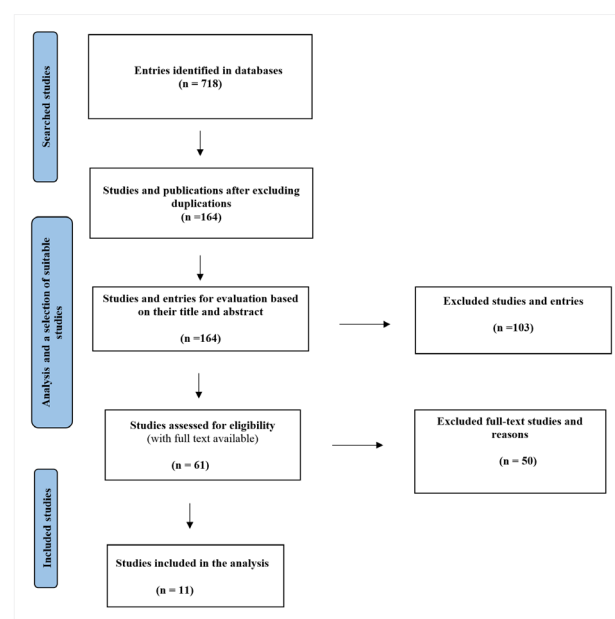 Searched studies
Entries identified in databases
(n = 718)
Studies and publications after excluding
duplications
(n =164)
Analysis and a selection of suitable
studies
Studies and entries for evaluation based
on their title and abstract
(n =164)
Excluded studies and entries
(n =103)
Studies assessed for eligibility
(with full text available)
(n = 61)
Excluded full-text studies and
reasons
(n = 50)
Included studies
Studies included in the analysis
(n = 11)